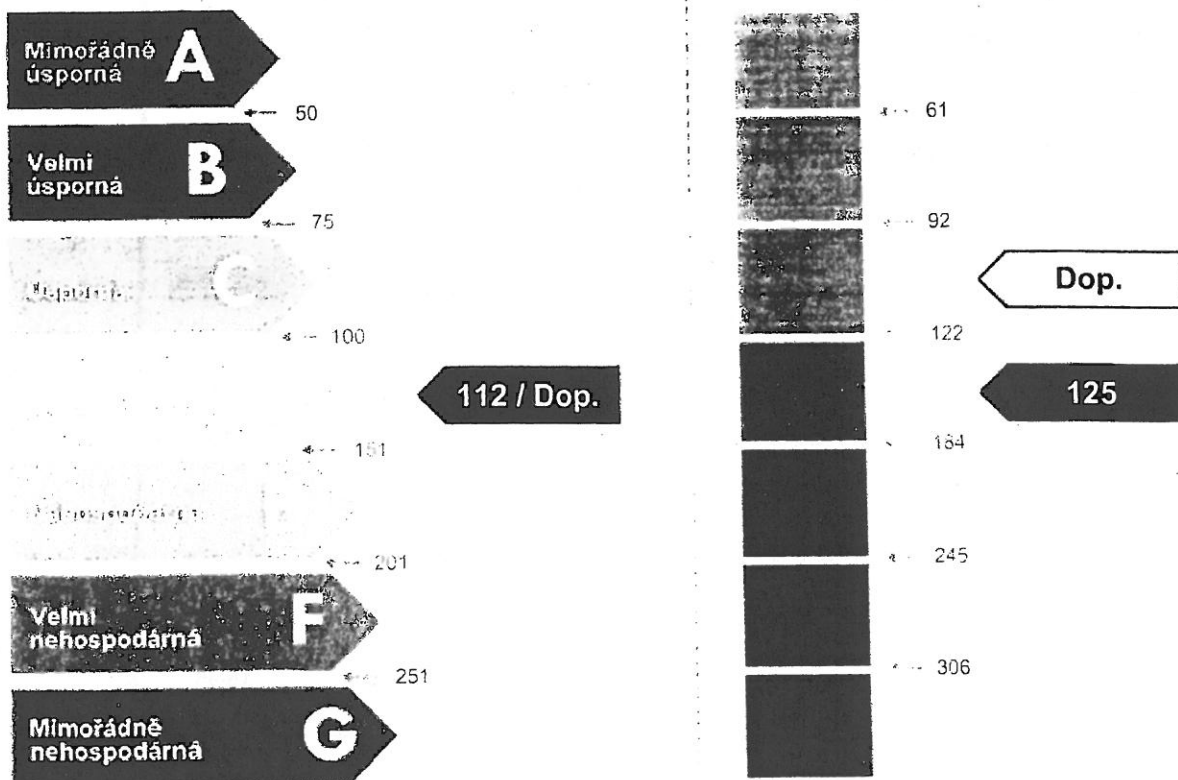 Mimořádně
úsporná
A
50
Velmi
úsporná
B
75
C
100
112 / Dop.
151
201
Velmi
nehospodárná
F
251
Mimořádně
nehospodárná
G
61
92
Dop.
122
125
184
245
306